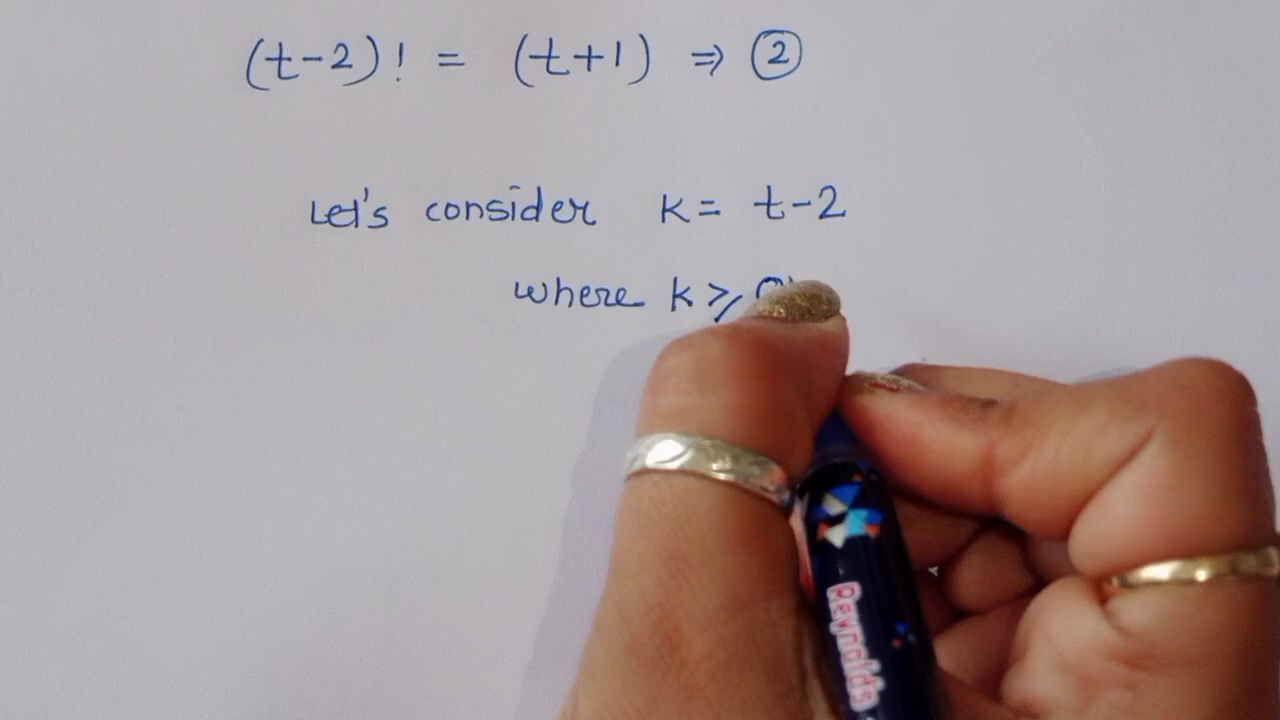 (t-2)! = (t+1) ⇒ ②
Let's consider k = t-2
where k ≥
Reynolds